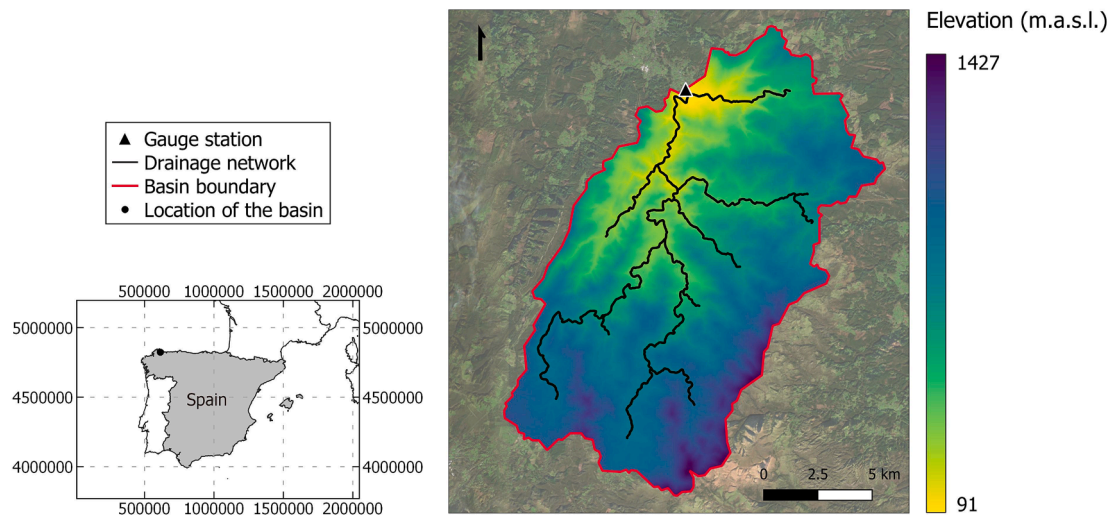 Elevation (m.a.s.l.)
1427
Gauge station
Drainage network
Basin boundary
Location of the basin
500000 1000000 1500000 2000000
5000000 5000000
4500000 4500000
Spain
4000000 4000000
500000 1000000 1500000 2000000
0 2.5 5 km
91